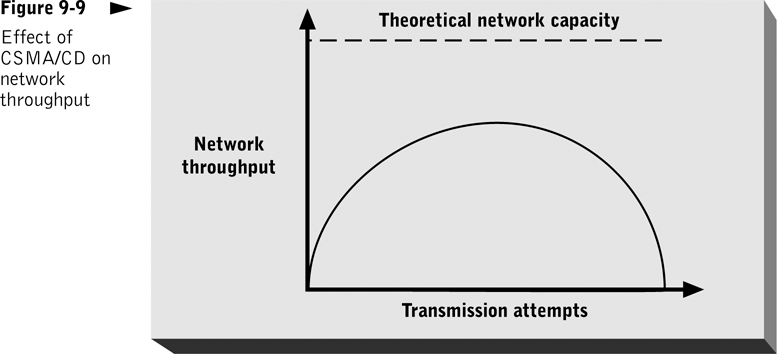 Figure 9-9 ►
Effect of
CSMA/CD on
network
throughput
Theoretical network capacity
Network
throughput
Transmission attempts